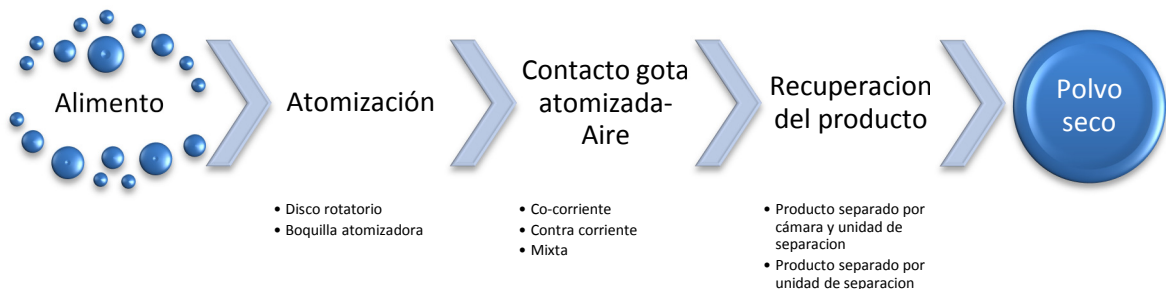 Alimento
Atomización
• Disco rotatorio
• Boquilla atomizadora
Contacto gota
atomizada-
Aire
• Co-corriente
• Contra corriente
• Mixta
Recuperacion
del producto
• Producto separado por
cámara y unidad de
separacion
• Producto separado por
unidad de separacion
Polvo
seco